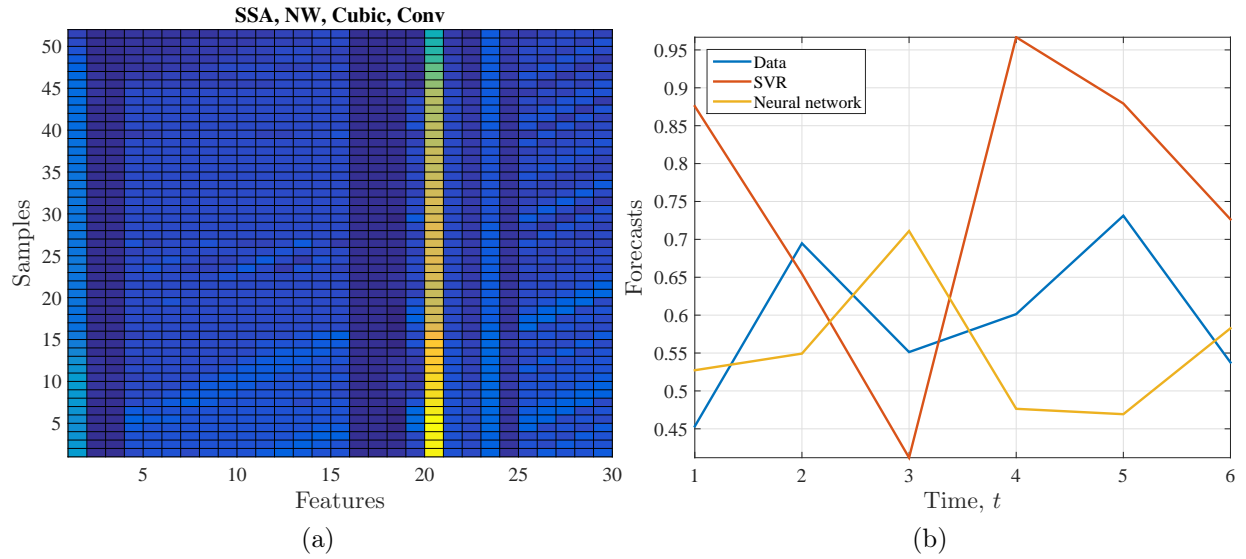 SSA, NW, Cubic, Conv
50
45
40
35
30
25
20
15
10
5
Samples
5 10 15 20 25 30
Features
(a)
Data
SVR
Neural network
0.95
0.9
0.85
0.8
0.75
0.7
0.65
0.6
0.55
0.5
0.45
Forecasts
1 2 3 4 5 6
Time, t
(b)